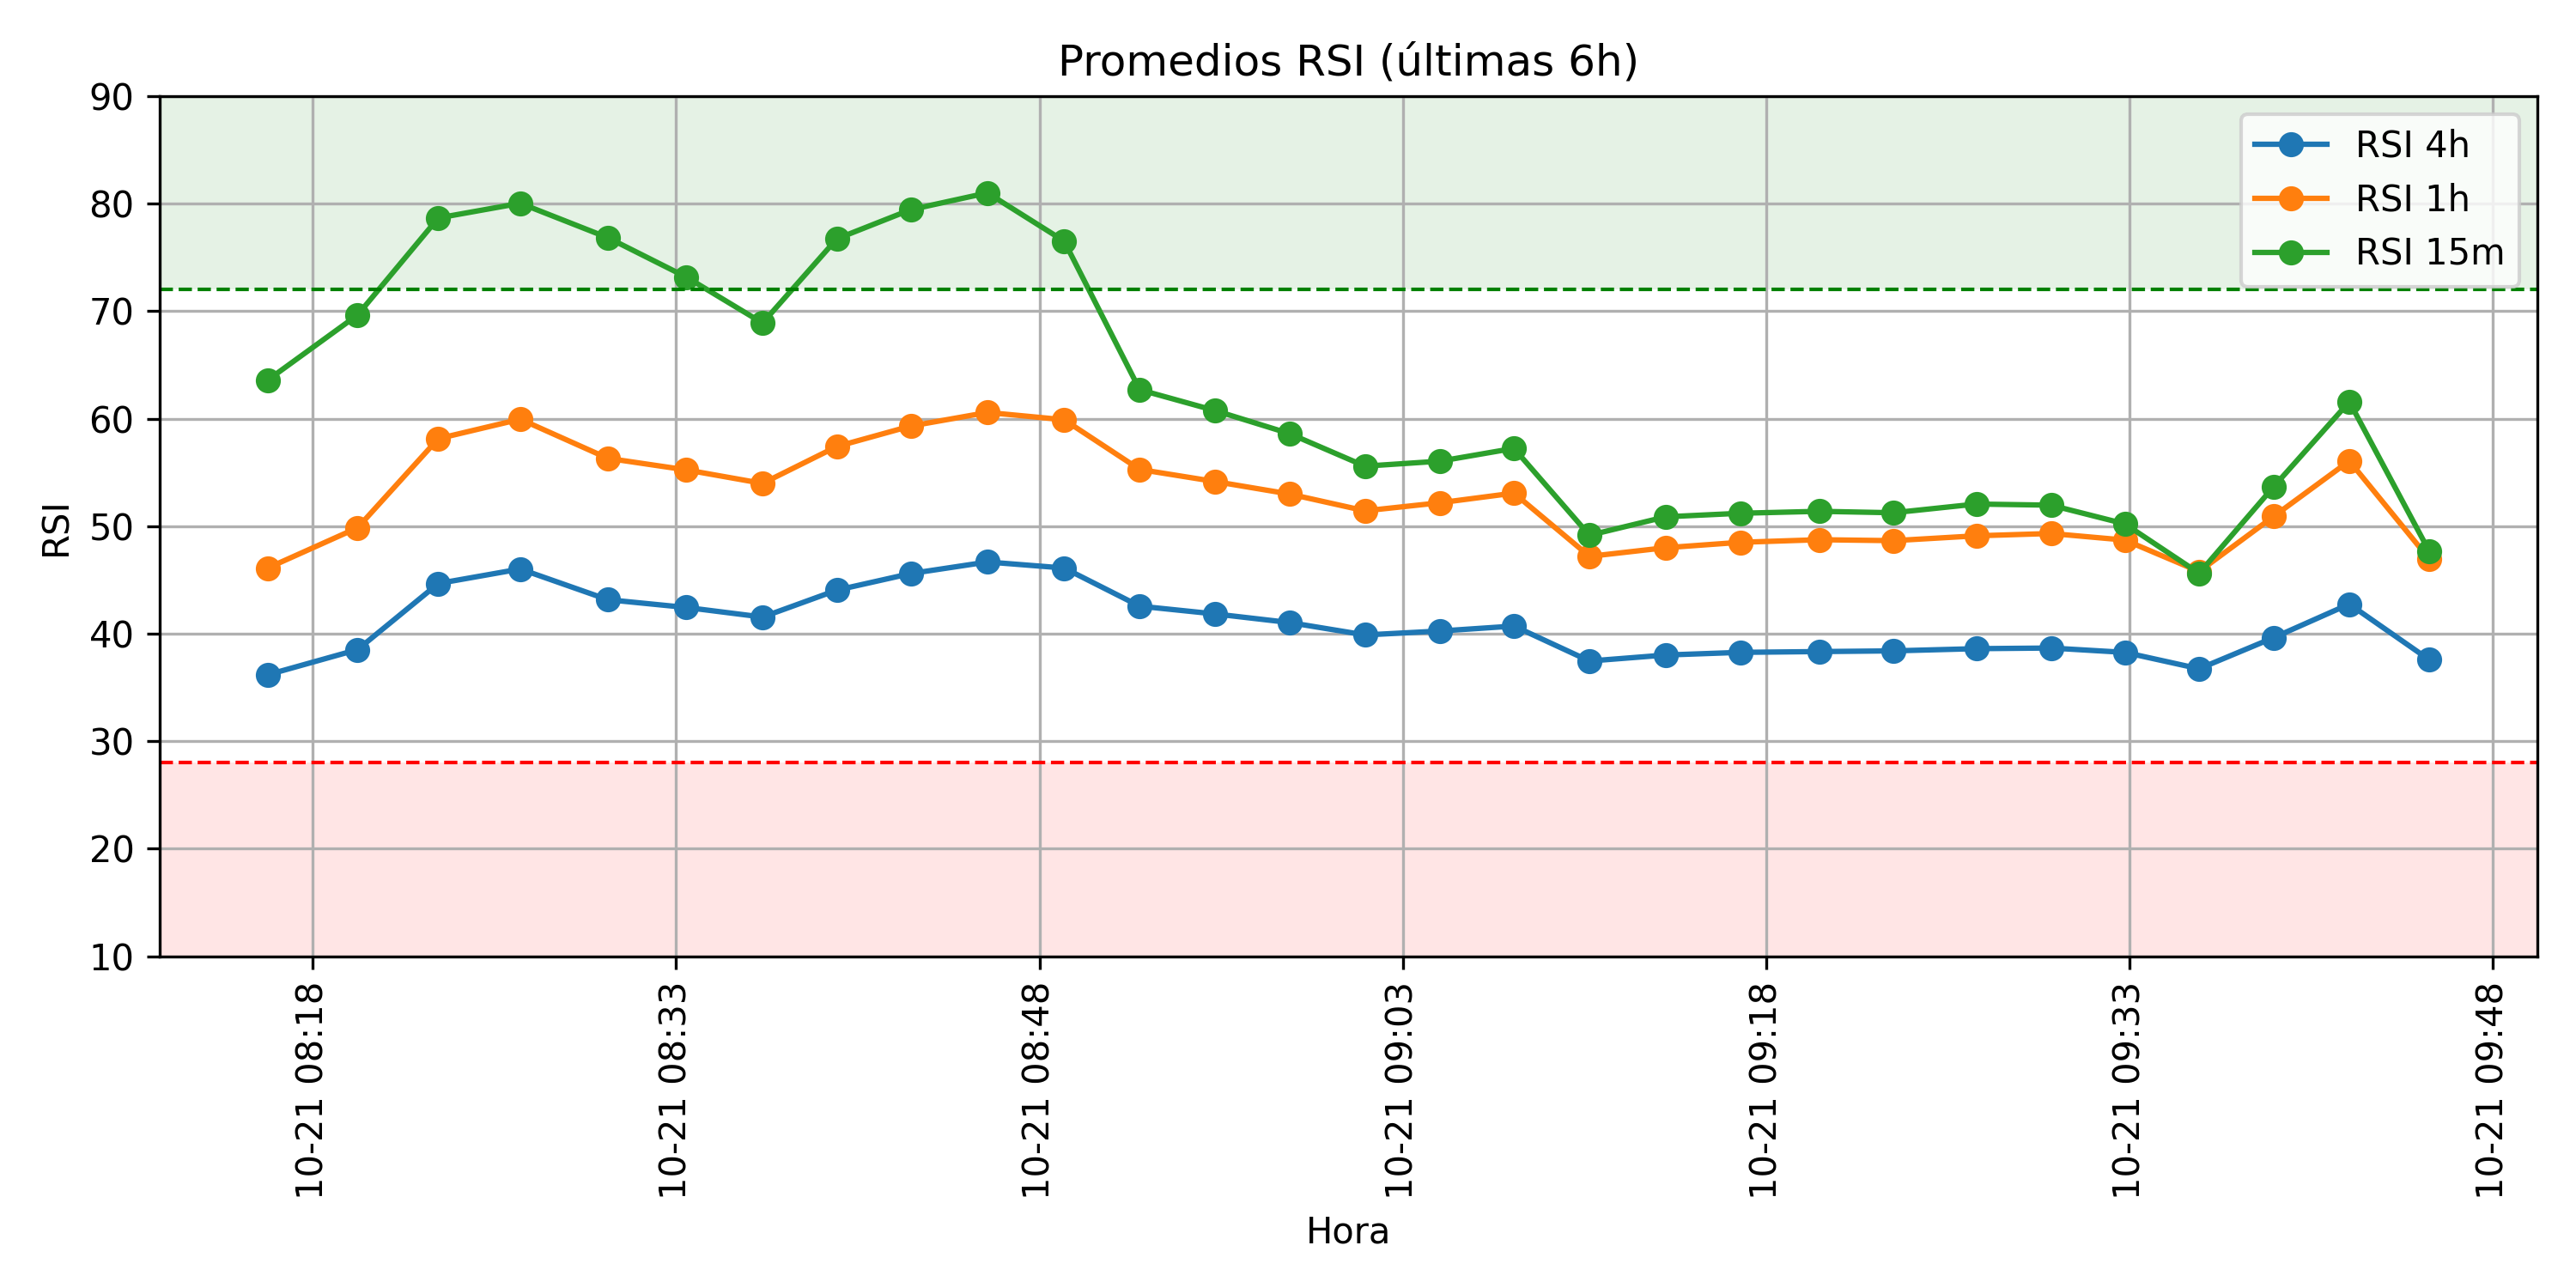 Promedios RSI (últimas 6h)
RSI 4h
RSI 1h
RSI 15m
RSI
90
80
70
60
50
40
30
20
10
10-21 08:18
10-21 08:33
10-21 08:48
10-21 09:03
10-21 09:18
10-21 09:33
10-21 09:48
Hora